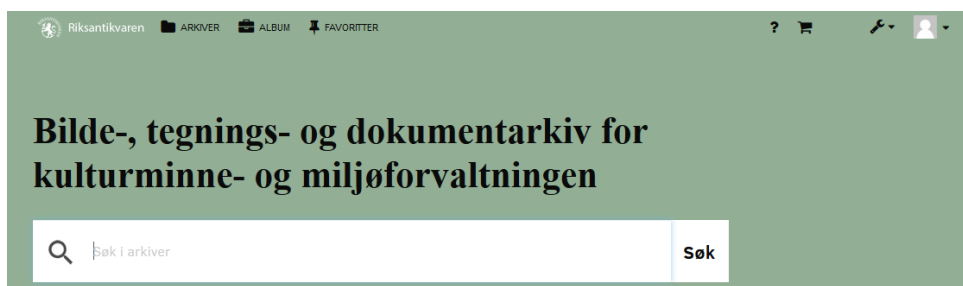 Riksantikvaren ARKIVER ALBUM FAVORITTER ?
Bilde-, tegnings- og dokumentarkiv for
kulturminne- og miljøforvaltningen
Søk i arkiver Søk